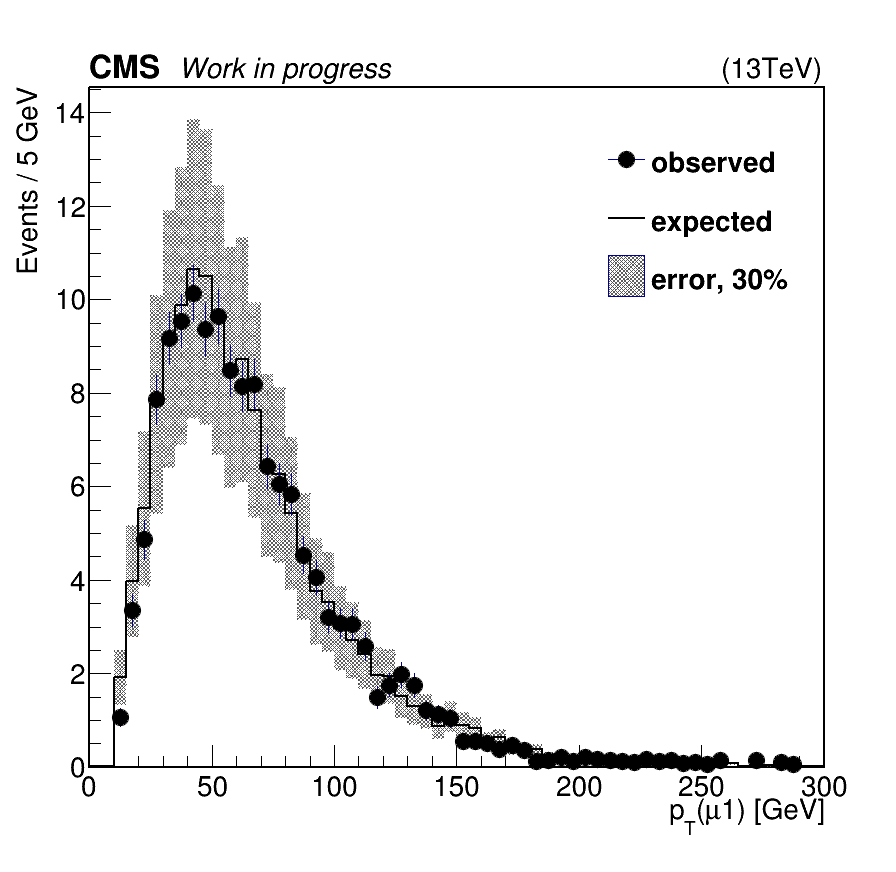 CMS Work in progress (13TeV)
Events / 5 GeV
14
12
10
8
6
4
2
0
observed
expected
error, 30%
0 50 100 150 200 250 300
p_T(μ1) [GeV]